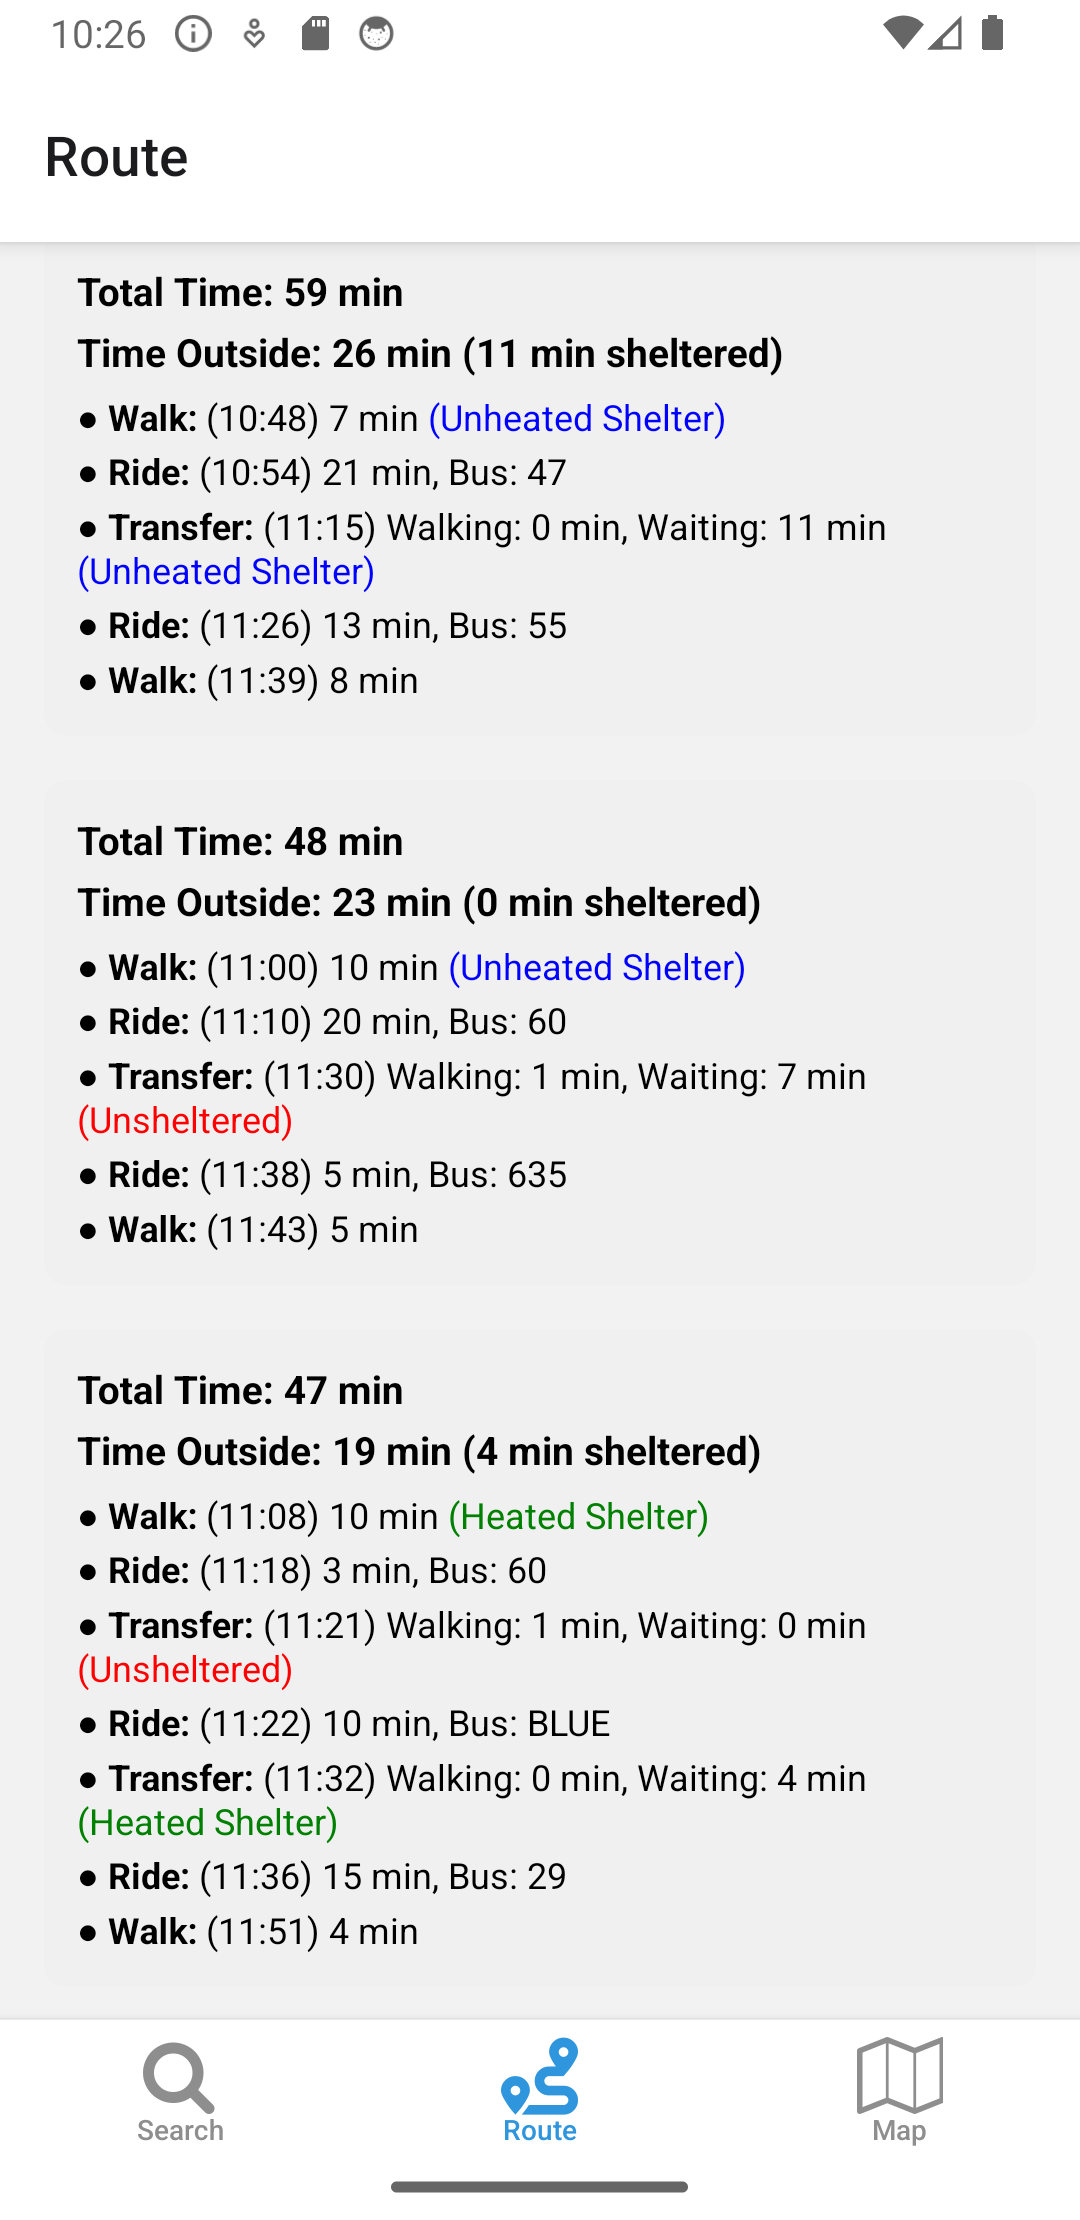 10:26
Route
Total Time: 59 min
Time Outside: 26 min (11 min sheltered)
● Walk: (10:48) 7 min (Unheated Shelter)
● Ride: (10:54) 21 min, Bus: 47
● Transfer: (11:15) Walking: 0 min, Waiting: 11 min
(Unheated Shelter)
● Ride: (11:26) 13 min, Bus: 55
● Walk: (11:39) 8 min
Total Time: 48 min
Time Outside: 23 min (0 min sheltered)
● Walk: (11:00) 10 min (Unheated Shelter)
● Ride: (11:10) 20 min, Bus: 60
● Transfer: (11:30) Walking: 1 min, Waiting: 7 min
(Unsheltered)
● Ride: (11:38) 5 min, Bus: 635
● Walk: (11:43) 5 min
Total Time: 47 min
Time Outside: 19 min (4 min sheltered)
● Walk: (11:08) 10 min (Heated Shelter)
● Ride: (11:18) 3 min, Bus: 60
● Transfer: (11:21) Walking: 1 min, Waiting: 0 min
(Unsheltered)
● Ride: (11:22) 10 min, Bus: BLUE
● Transfer: (11:32) Walking: 0 min, Waiting: 4 min
(Heated Shelter)
● Ride: (11:36) 15 min, Bus: 29
● Walk: (11:51) 4 min
Search
Route
Map